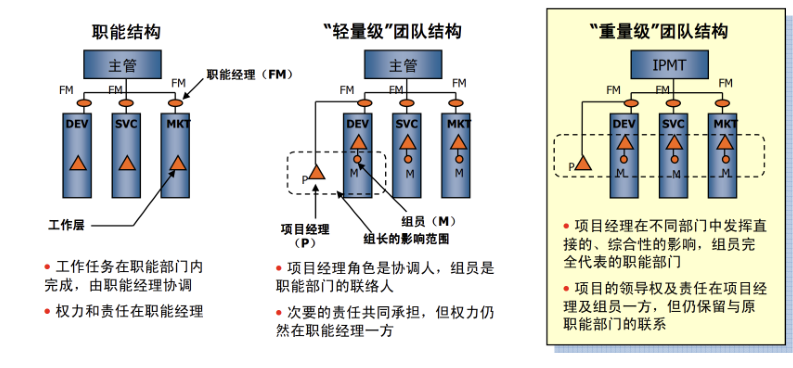 职能结构
主管
FM
FM
FM
职能经理（FM）
DEV
SVC
MKT
工作层
• 工作任务在职能部门内
完成，由职能经理协调
• 权力和责任在职能经理
“轻量级”团队结构
主管
FM
FM
FM
DEV
SVC
MKT
P
M
M
M
项目经理
（P）
组员（M）
组长的影响范围
• 项目经理角色是协调人，组员是
职能部门的联络人
• 次要的责任共同承担，但权力仍
然在职能经理一方
“重量级”团队结构
IPMT
FM
FM
FM
DEV
SVC
MKT
P
M
M
M
• 项目经理在不同部门中发挥直
接的、综合性的影响，组员完
全代表的职能部门
• 项目的领导权及责任在项目经
理及组员一方，但仍保留与原
职能部门的联系